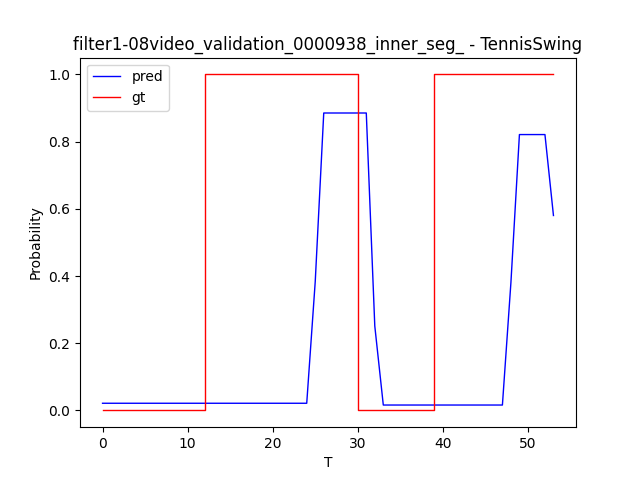 filter1-08video_validation_0000938_inner_seg_ - TennisSwing
pred
gt
1.0
0.8
0.6
0.4
0.2
0.0
Probability
0 10 20 30 40 50
T